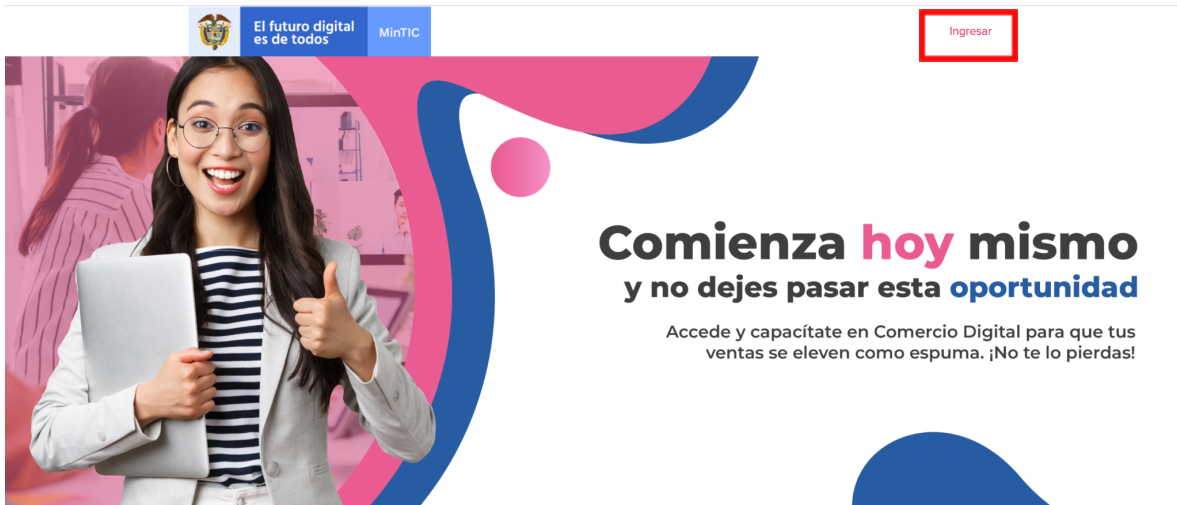 El futuro digital
es de todos
MinTIC
Ingresar
Comienza hoy mismo
y no dejes pasar esta oportunidad
Accede y capacítate en Comercio Digital para que tus
ventas se eleven como espuma. ¡No te lo pierdas!